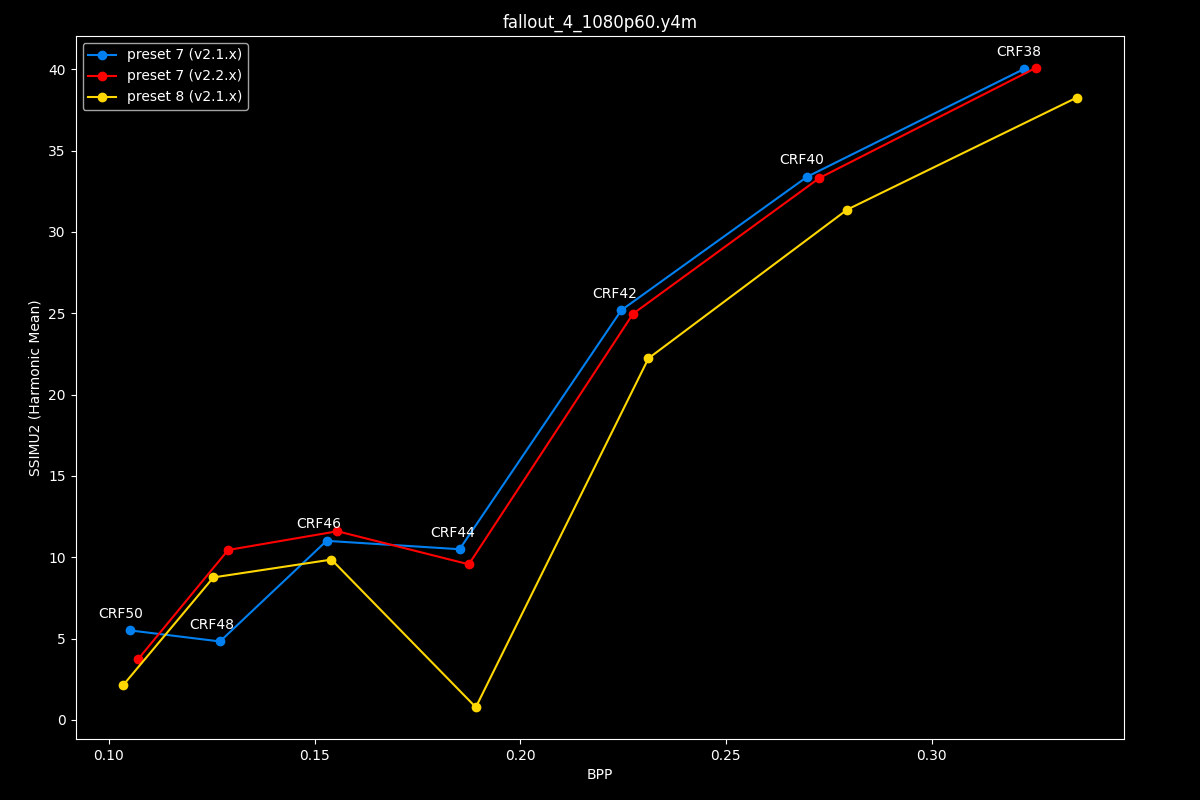 fallout_4_1080p60.y4m
preset 7 (v2.1.x)
preset 7 (v2.2.x)
preset 8 (v2.1.x)
CRF38
CRF40
CRF42
CRF46
CRF44
CRF50
CRF48
SSIMU2 (Harmonic Mean)
40
35
30
25
20
15
10
5
0
0.10 0.15 0.20 0.25 0.30
BPP